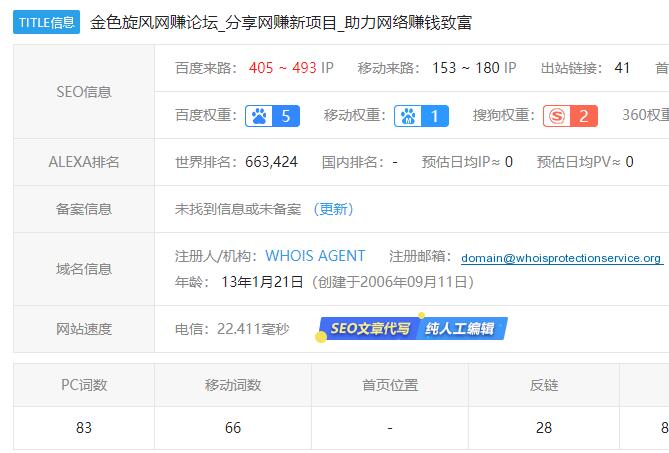 TITLE信息 金色旋风网赚论坛_分享网赚新项目_助力网络赚钱致富
SEO信息
百度来路: 405 ~ 493 IP 移动来路: 153 ~ 180 IP 出站链接: 41 首
百度权重: 5 移动权重: 1 搜狗权重: S 2 360权重
ALEXA排名 世界排名: 663,424 国内排名: - 预估日均IP≈ 0 预估日均PV≈ 0
备案信息 未找到信息或未备案 (更新)
域名信息
注册人/机构: WHOIS AGENT 注册邮箱: domain@whoisprotectionservice.org
年龄: 13年1月21日 (创建于2006年09月11日)
网站速度 电信: 22.411毫秒 SEO文章代写 纯人工编辑
PC词数 移动词数 首页位置 反链
83 66 - 28 8